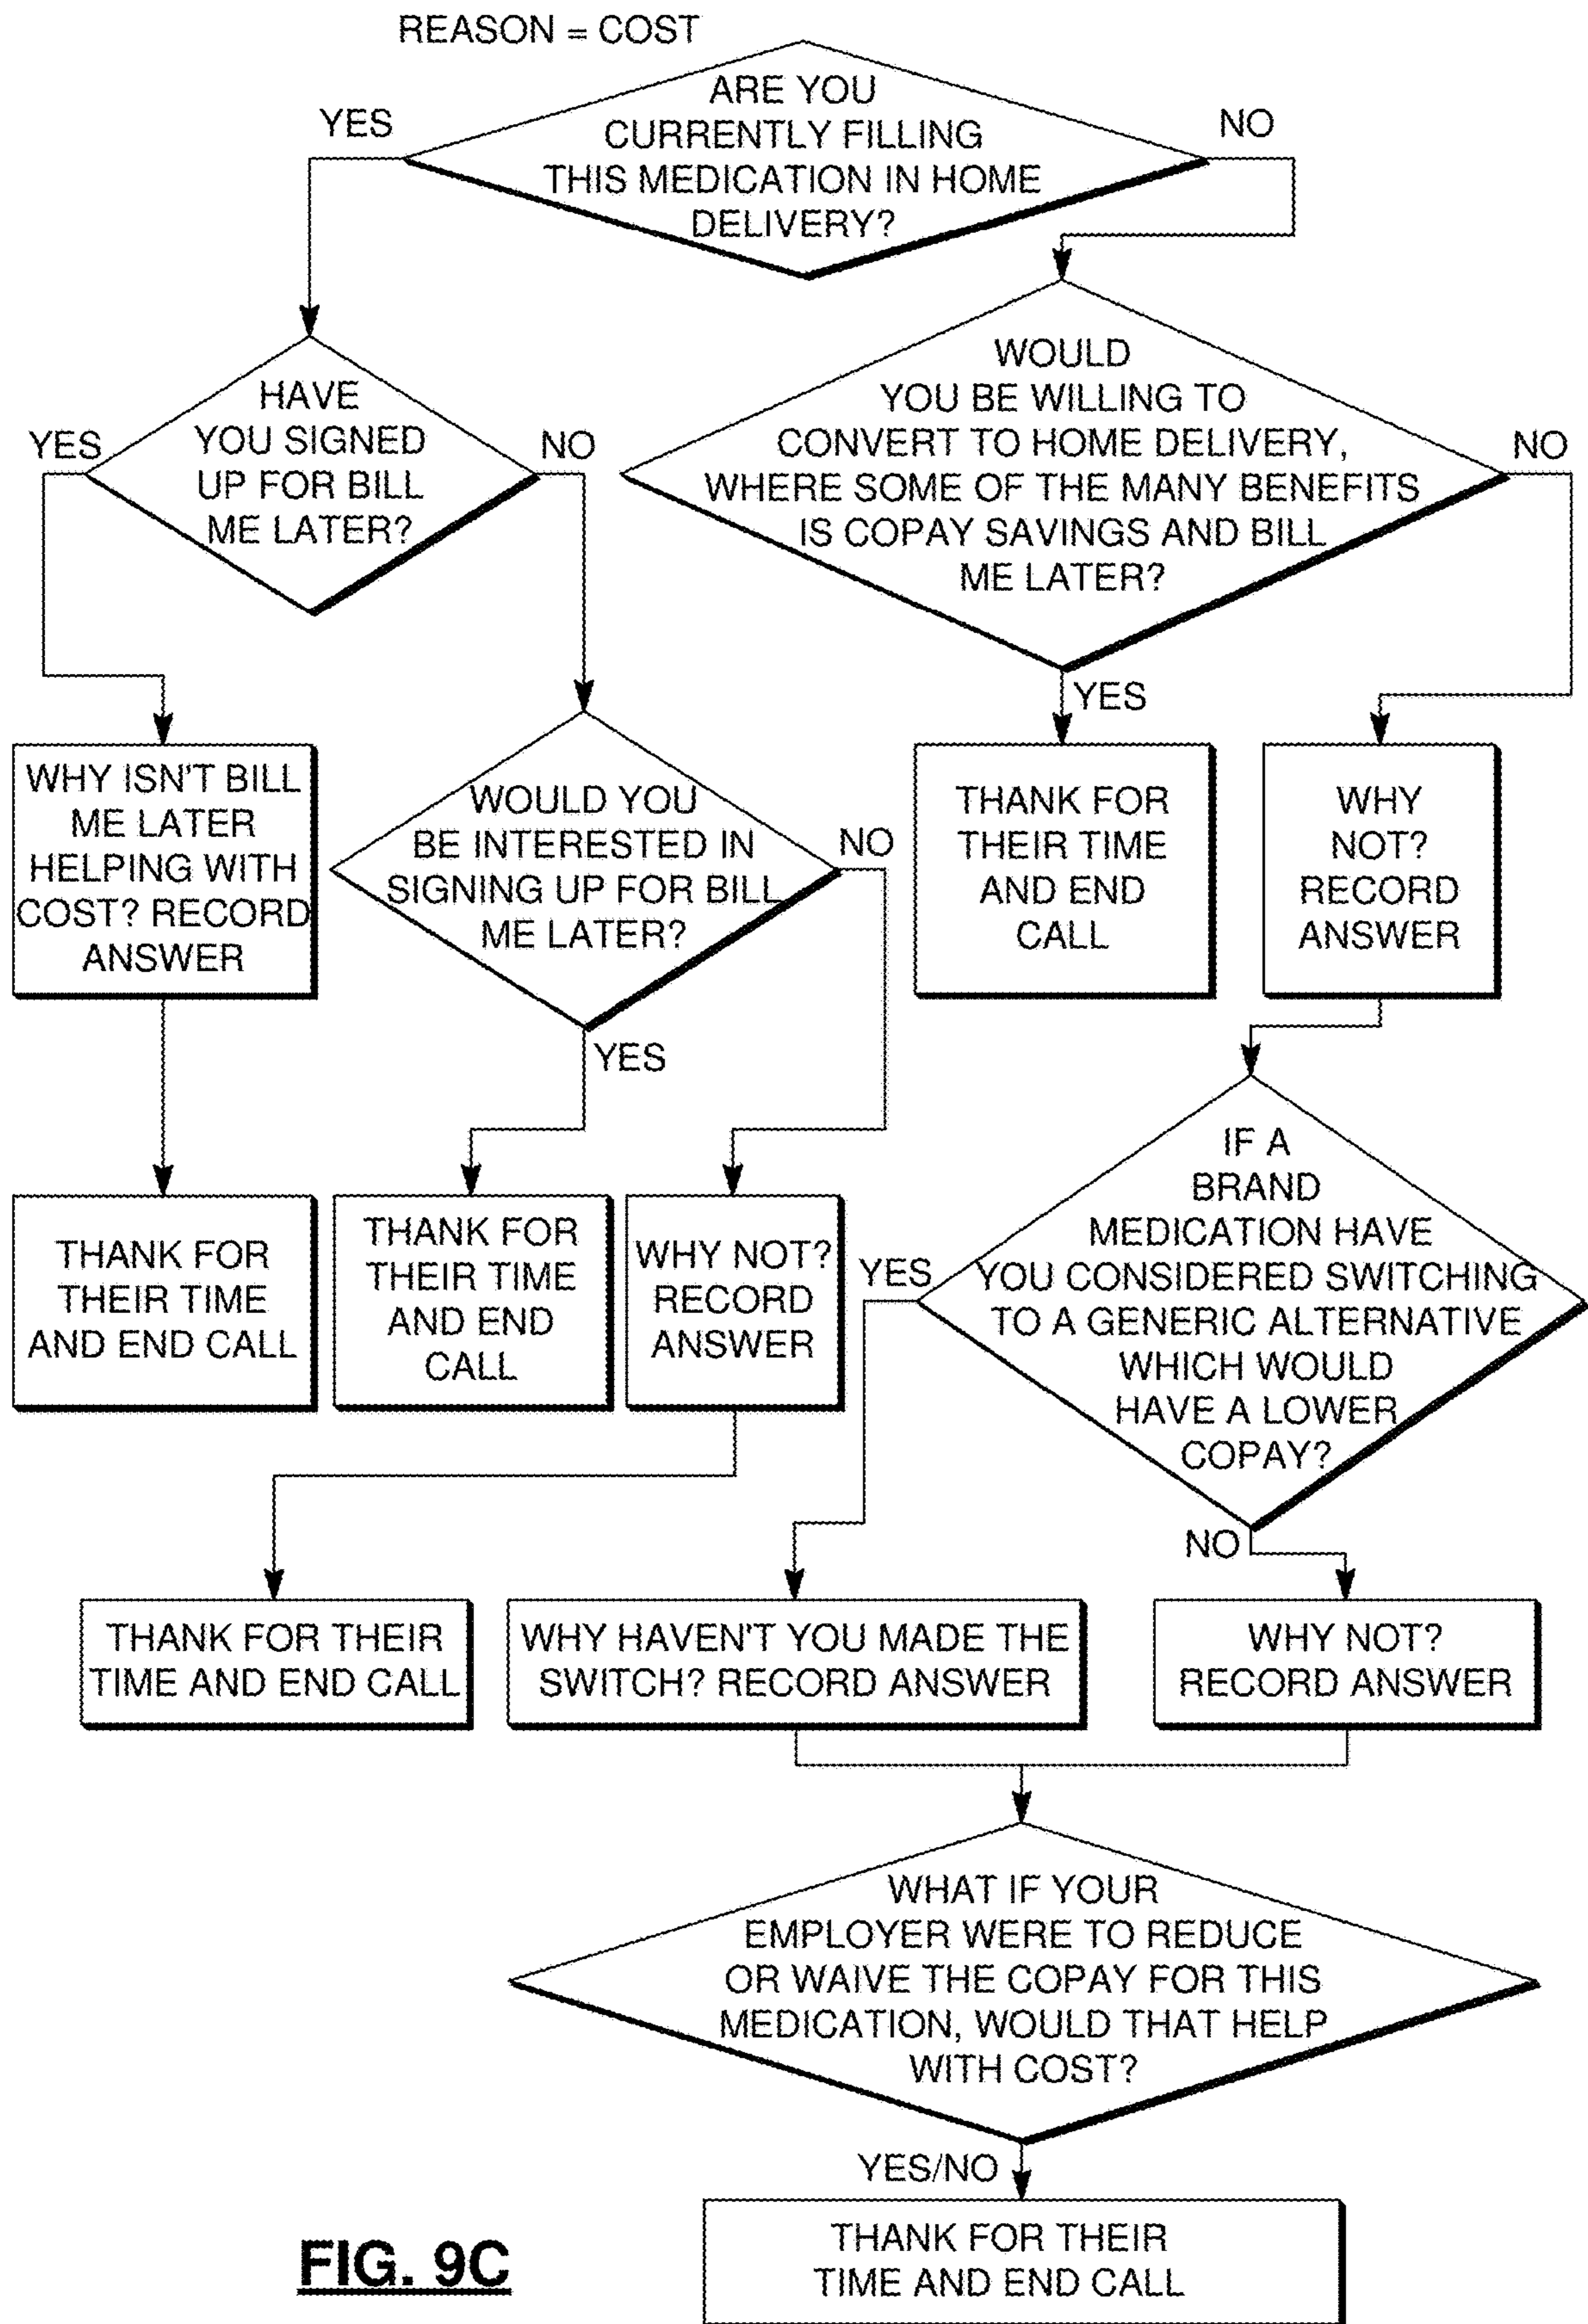 REASON = COST
ARE YOU
CURRENTLY FILLING
THIS MEDICATION IN HOME
DELIVERY?
YES
NO
HAVE
YOU SIGNED
UP FOR BILL
ME LATER?
YES
NO
WOULD
YOU BE WILLING TO
CONVERT TO HOME DELIVERY,
WHERE SOME OF THE MANY BENEFITS
IS COPAY SAVINGS AND BILL
ME LATER?
NO
YES
WHY ISN'T BILL
ME LATER
HELPING WITH
COST? RECORD
ANSWER
WOULD YOU
BE INTERESTED IN
SIGNING UP FOR BILL
ME LATER?
NO
YES
THANK FOR
THEIR TIME
AND END
CALL
WHY
NOT?
RECORD
ANSWER
THANK FOR
THEIR TIME
AND END CALL
THANK FOR
THEIR TIME
AND END
CALL
WHY NOT?
RECORD
ANSWER
YES
IF A
BRAND
MEDICATION HAVE
YOU CONSIDERED SWITCHING
TO A GENERIC ALTERNATIVE
WHICH WOULD
HAVE A LOWER
COPAY?
NO
THANK FOR THEIR
TIME AND END CALL
WHY HAVEN'T YOU MADE THE
SWITCH? RECORD ANSWER
WHY NOT?
RECORD ANSWER
WHAT IF YOUR
EMPLOYER WERE TO REDUCE
OR WAIVE THE COPAY FOR THIS
MEDICATION, WOULD THAT HELP
WITH COST?
YES/NO
THANK FOR THEIR
TIME AND END CALL
FIG. 9C